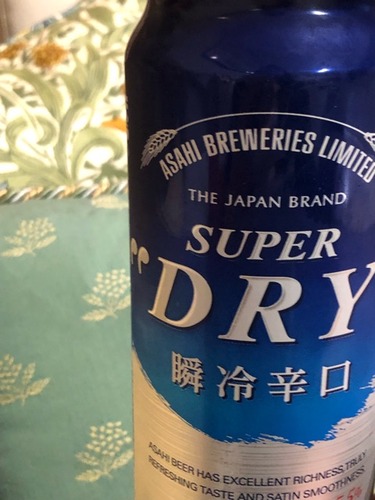 ASAHI BREWERIES LIMITED
THE JAPAN BRAND
SUPER
"DRY
瞬冷辛口
ASAHI BEER HAS EXCELLENT RICHNESS, TRULY
REFRESHING TASTE AND SATIN SMOOTHNESS.
5%